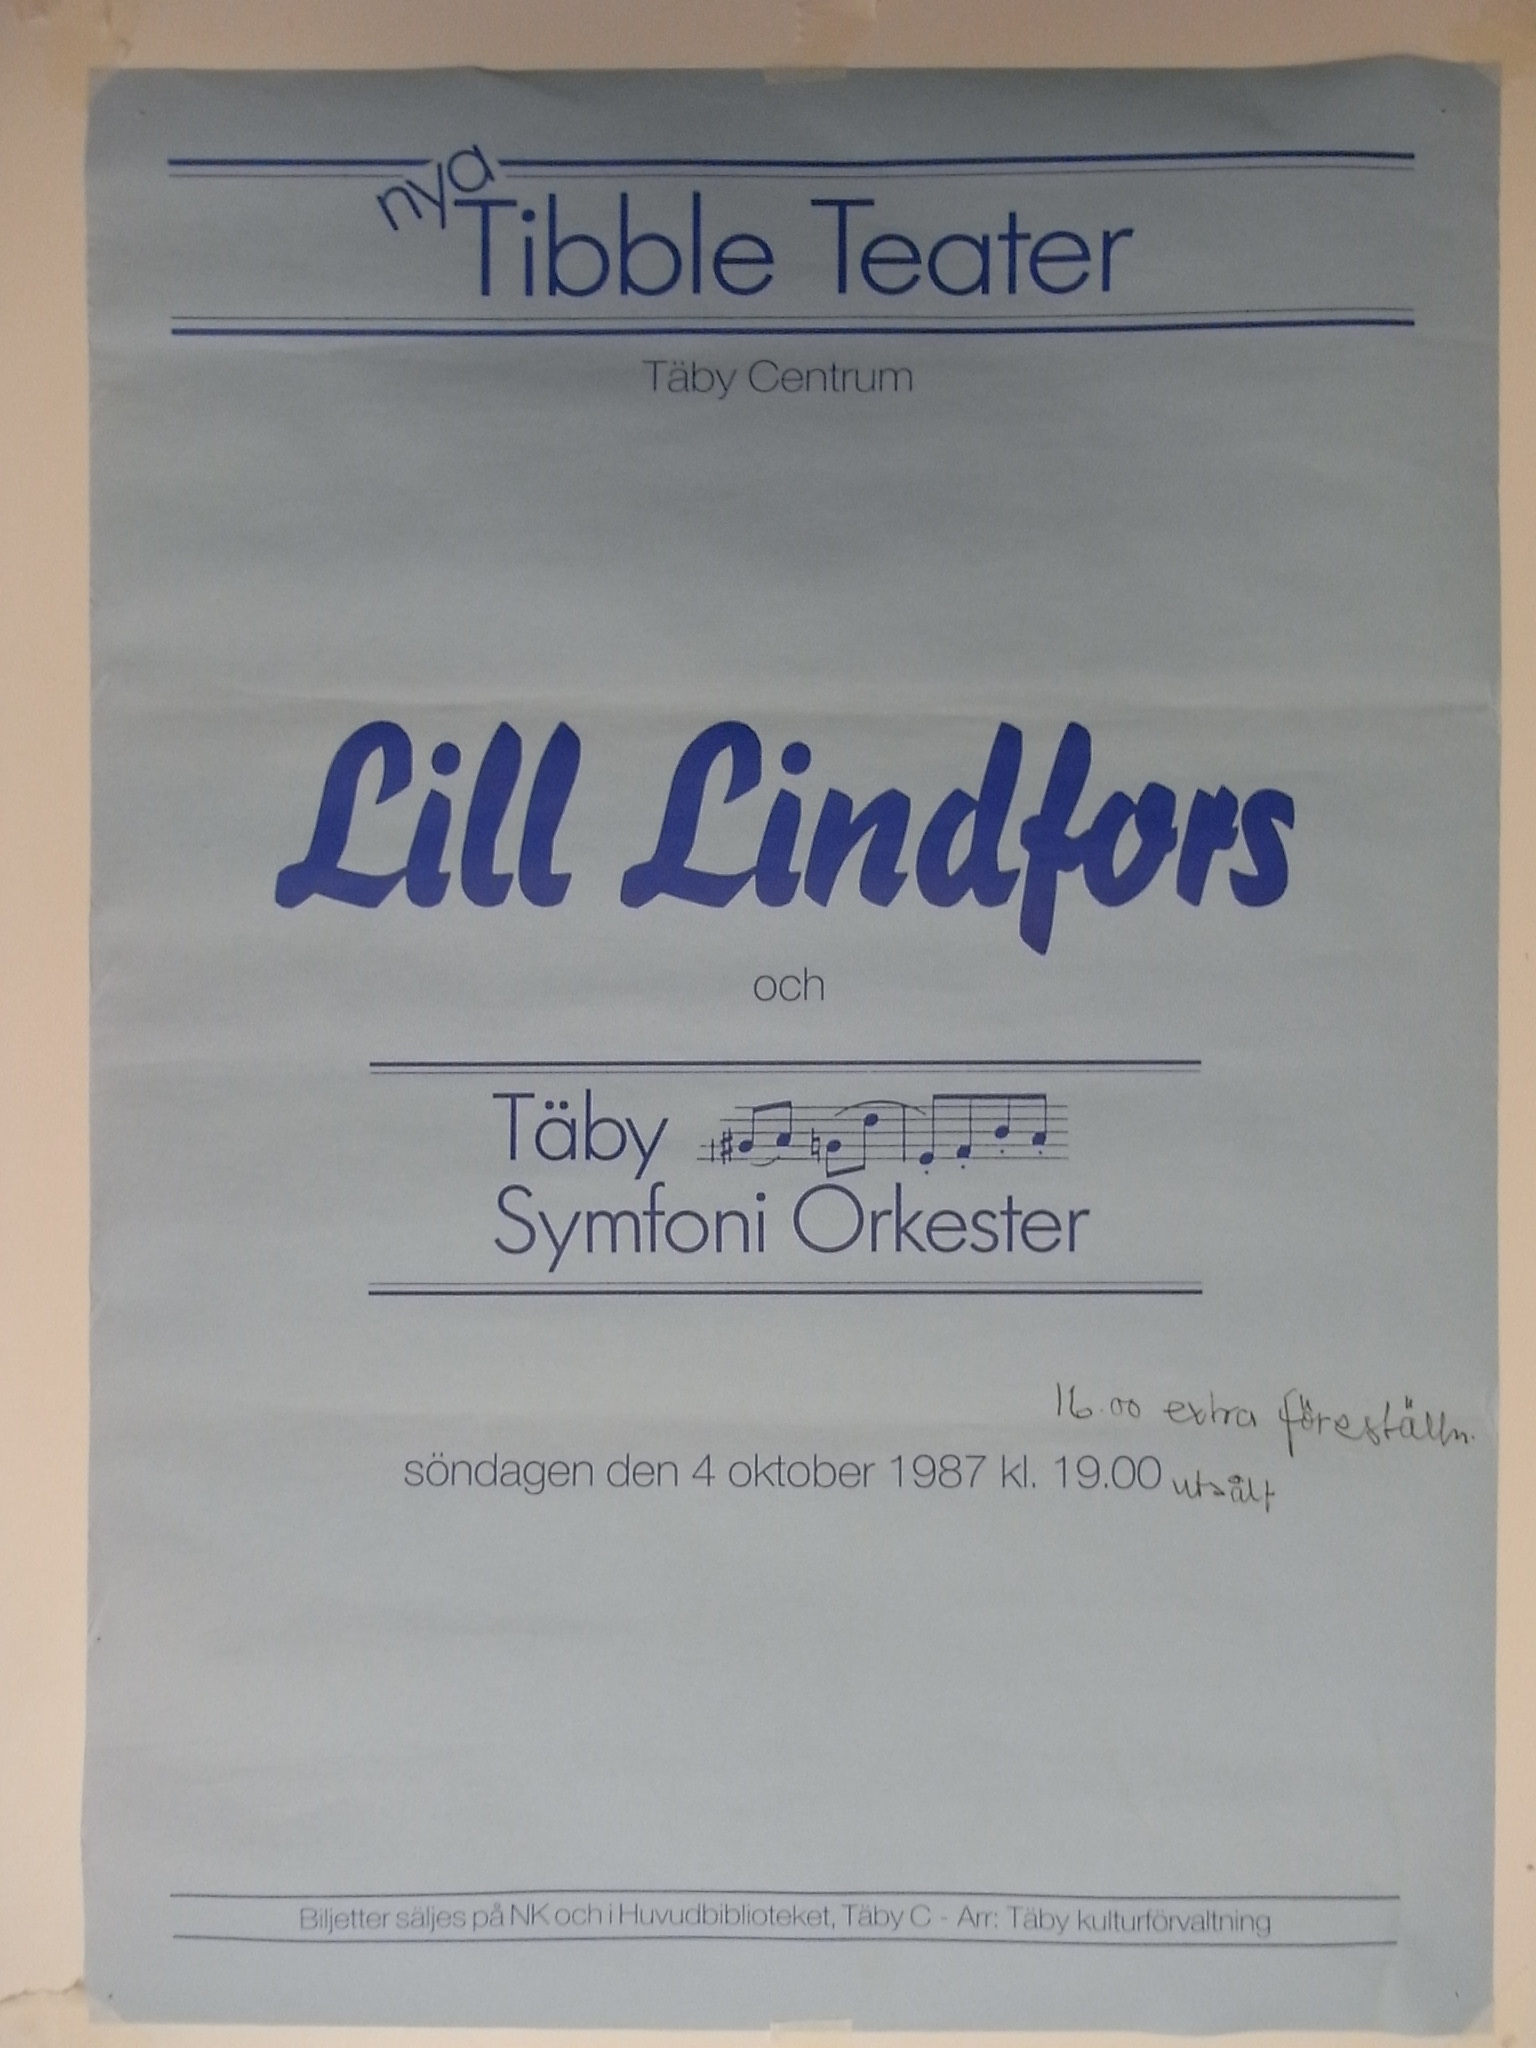 nya
Tibble Teater
Täby Centrum
Lill Lindfors
och
Täby
Symfoni Orkester
16.00 extra föreställn.
söndagen den 4 oktober 1987 kl. 19.00 utsålt
Biljetter säljes på NK och i Huvudbiblioteket, Täby C - Arr: Täby kulturförvaltning